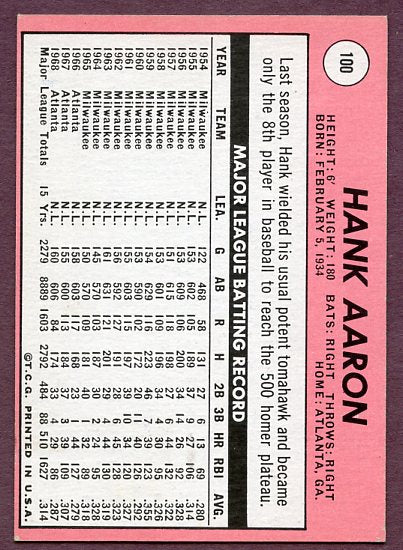 100
HANK AARON
HEIGHT: 6' WEIGHT: 180 BATS: RIGHT THROWS: RIGHT
BORN: FEBRUARY 5, 1934 HOME: ATLANTA, GA.
Last season, Hank wielded his usual potent tomahawk and became
only the 8th player in baseball to reach the 500 homer plateau.
MAJOR LEAGUE BATTING RECORD
YEAR TEAM LEA. G AB R H 2B 3B HR RBI AVG.
1954 Milwaukee N.L. 122 468 58 131 27 6 13 69 .280
1955 Milwaukee N.L. 153 602 105 189 37 9 27 106 .314
1956 Milwaukee N.L. 153 609 106 200 34 14 26 92 .328
1957 Milwaukee N.L. 151 615 118 198 27 6 44 132 .322
1958 Milwaukee N.L. 153 601 109 196 34 4 30 95 .326
1959 Milwaukee N.L. 154 629 116 223 46 7 39 123 .355
1960 Milwaukee N.L. 153 590 102 172 20 11 40 126 .292
1961 Milwaukee N.L. 155 603 115 197 39 10 34 120 .327
1962 Milwaukee N.L. 156 592 127 191 28 6 45 128 .323
1963 Milwaukee N.L. 161 631 121 201 29 4 44 130 .319
1964 Milwaukee N.L. 145 570 103 187 30 2 24 95 .328
1965 Milwaukee N.L. 150 570 109 181 40 1 32 89 .318
1966 Atlanta N.L. 158 603 117 168 23 1 44 127 .279
1967 Atlanta N.L. 155 600 113 184 37 3 39 109 .307
1968 Atlanta N.L. 160 606 84 174 33 4 29 86 .287
Major League Totals 15 Yrs. 2279 8889 1603 2792 484 88 510 1627 .314
©T.C.G. PRINTED IN U.S.A.